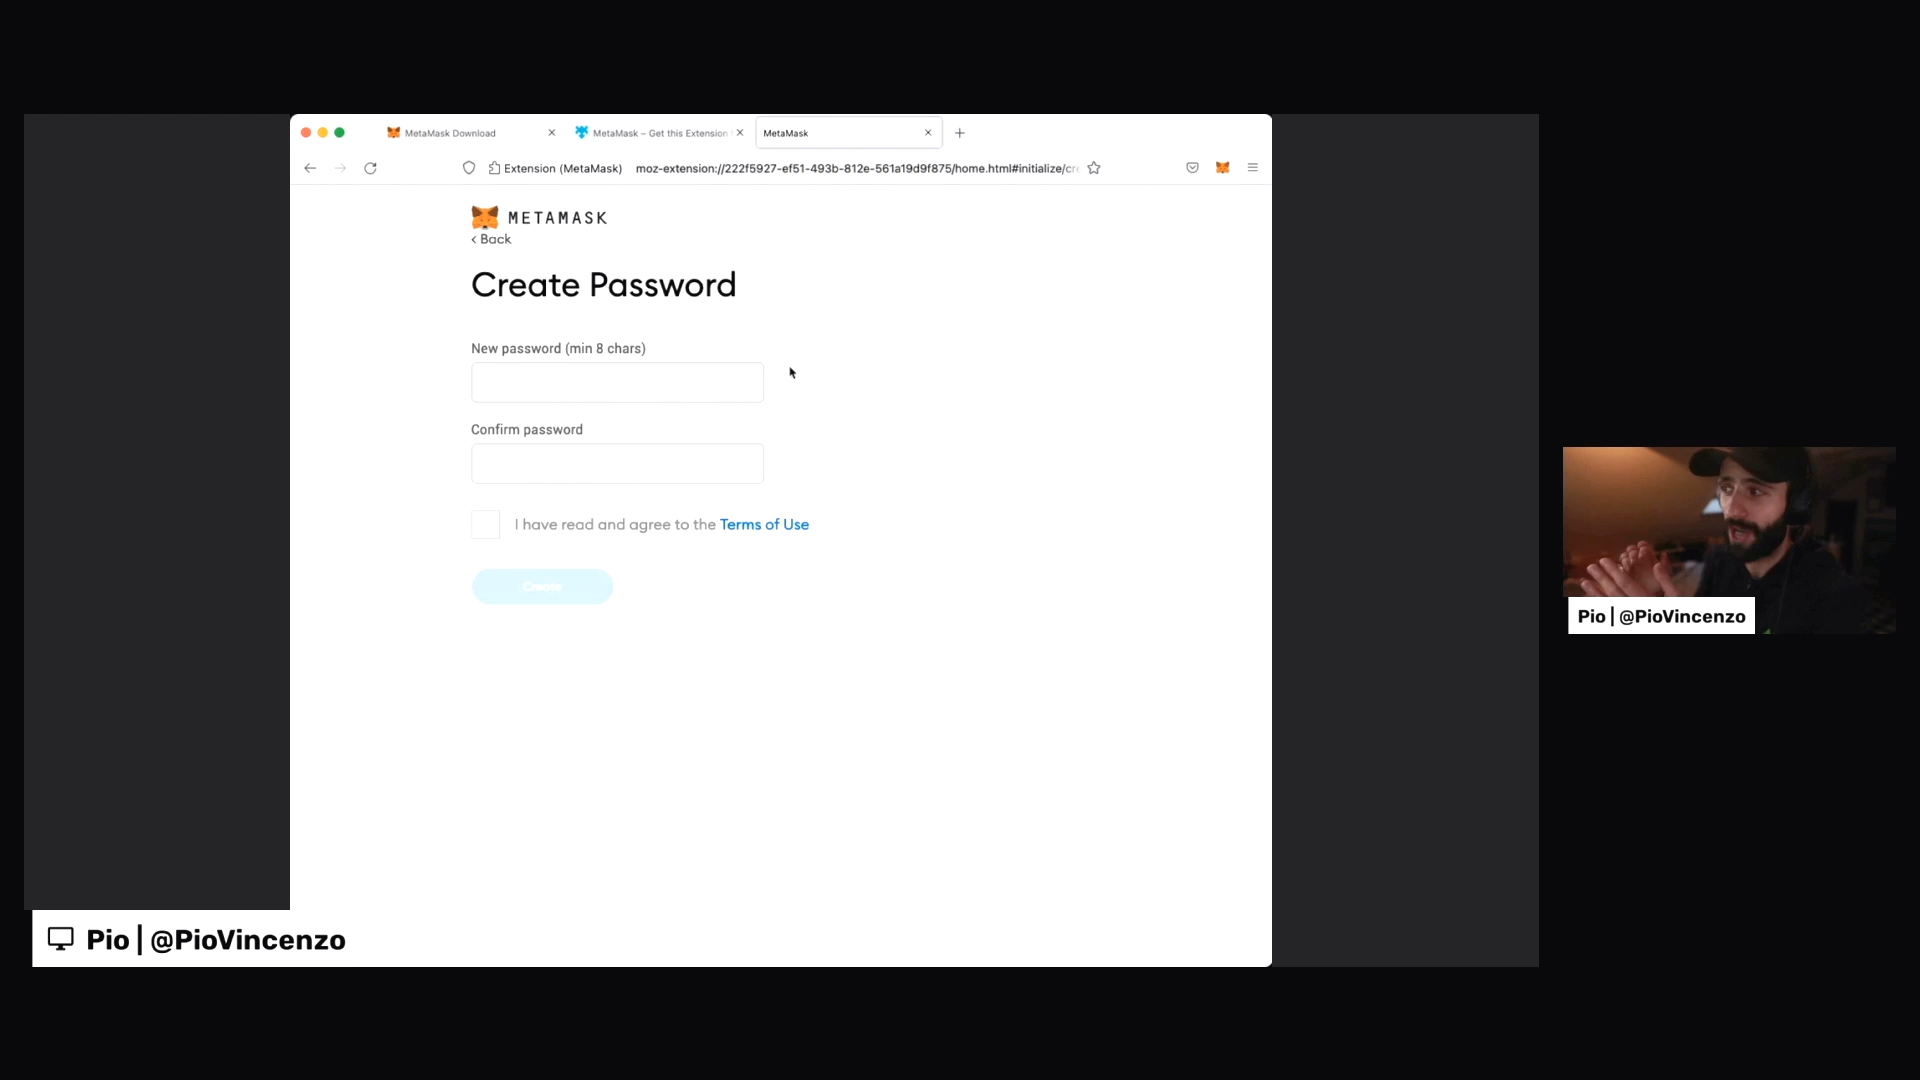 MetaMask Download
MetaMask – Get this Extension
MetaMask
Extension (MetaMask) moz-extension://222f5927-ef51-493b-812e-561a19d9f875/home.html#initialize/cr
METAMASK
< Back
Create Password
New password (min 8 chars)
Confirm password
I have read and agree to the Terms of Use
Create
Pio | @PioVincenzo
Pio | @PioVincenzo